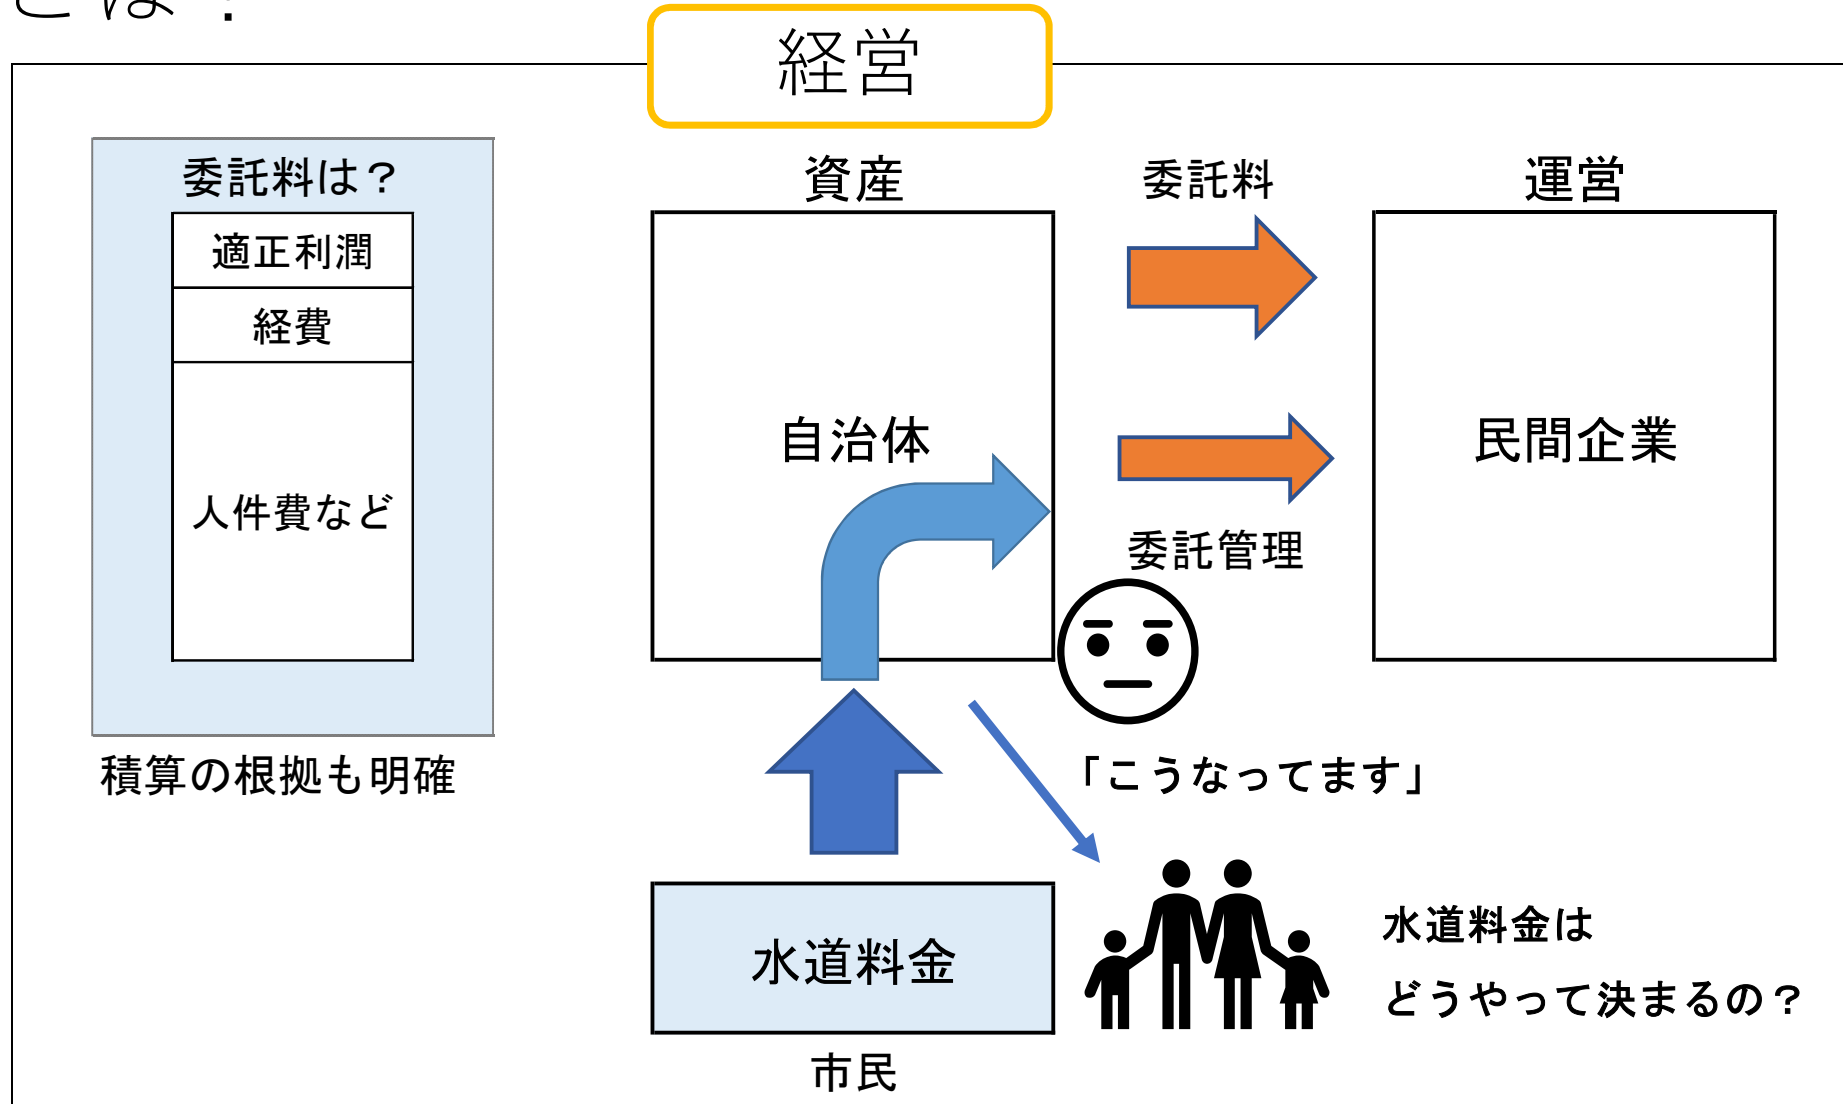 とは？
経営
委託料は？
適正利潤
経費
人件費など
積算の根拠も明確
資産
自治体
委託料
委託管理
運営
民間企業
「こうなってます」
水道料金
市民
水道料金は
どうやって決まるの？